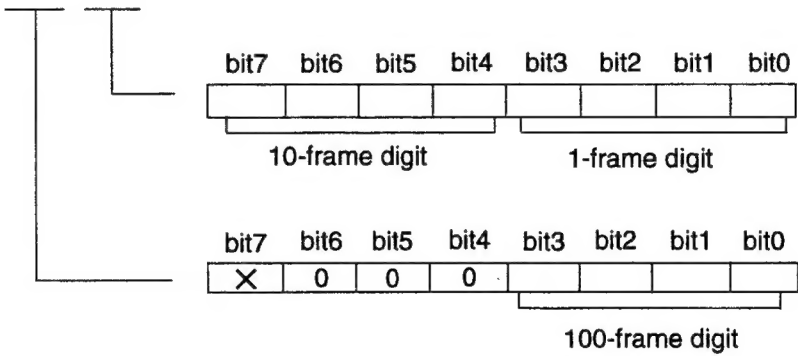 bit7 bit6 bit5 bit4 bit3 bit2 bit1 bit0
10-frame digit 1-frame digit
bit7 bit6 bit5 bit4 bit3 bit2 bit1 bit0
X 0 0 0
100-frame digit